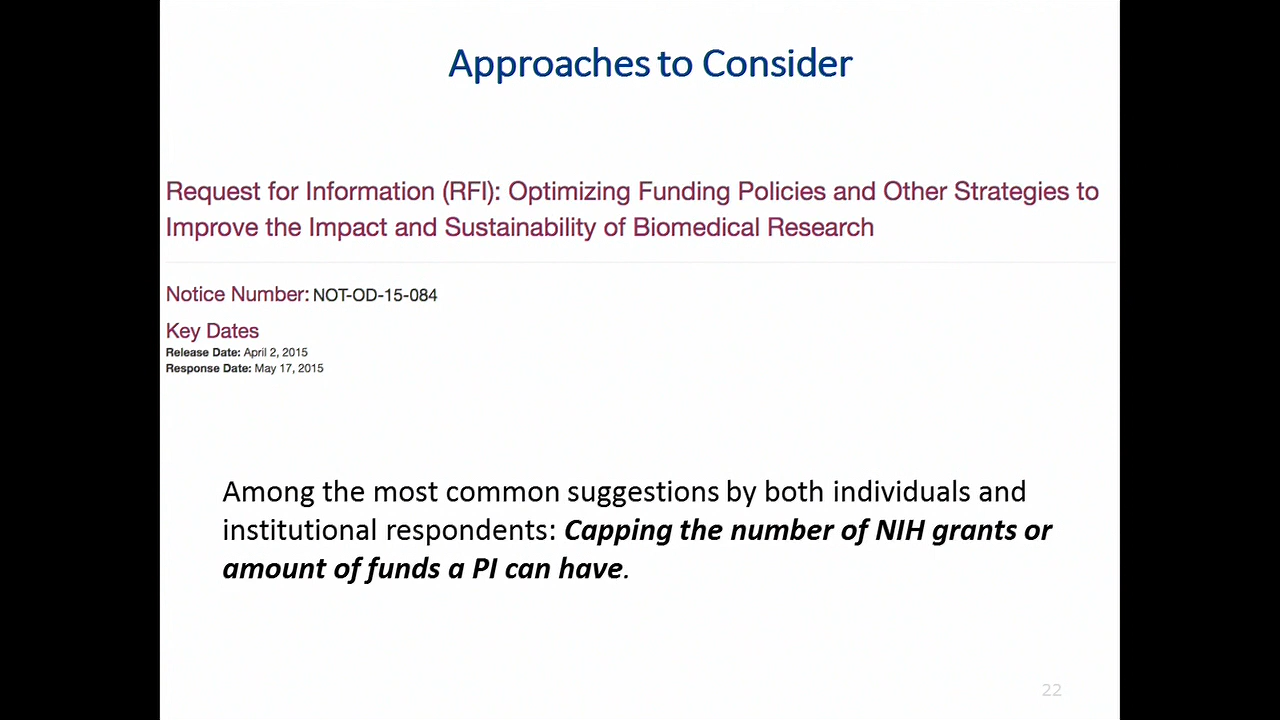 Approaches to Consider
Request for Information (RFI): Optimizing Funding Policies and Other Strategies to
Improve the Impact and Sustainability of Biomedical Research
Notice Number: NOT-OD-15-084
Key Dates
Release Date: April 2, 2015
Response Date: May 17, 2015
Among the most common suggestions by both individuals and
institutional respondents: Capping the number of NIH grants or
amount of funds a PI can have.
22